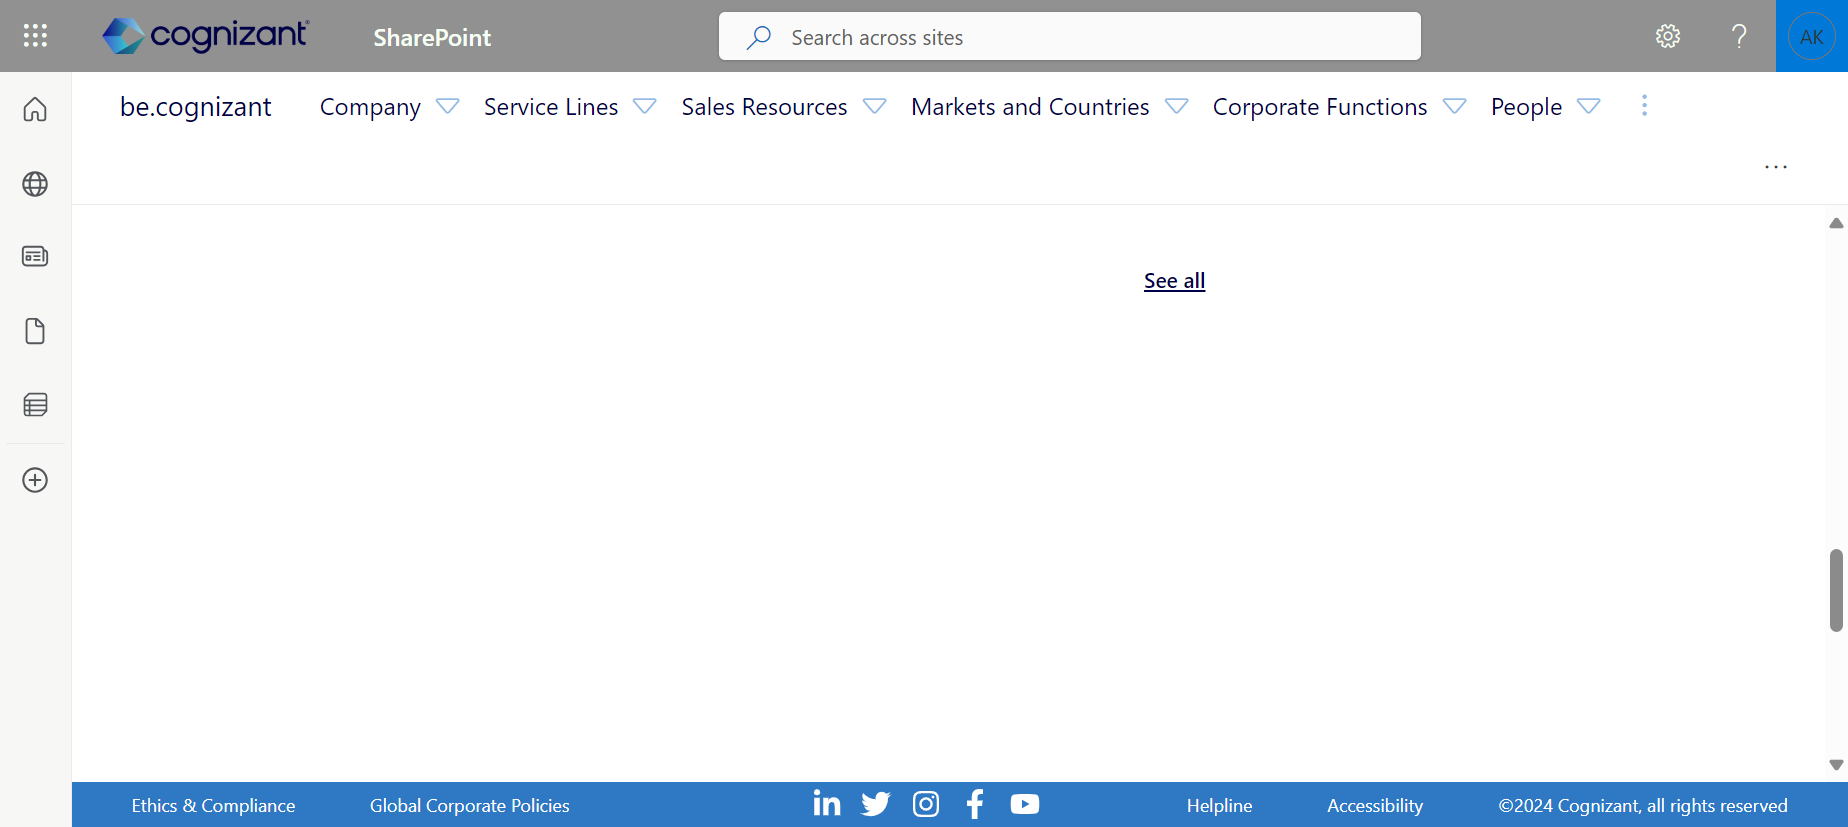 cognizant SharePoint Search across sites ? AK
be.cognizant Company Service Lines Sales Resources Markets and Countries Corporate Functions People
See all
Ethics & Compliance Global Corporate Policies Helpline Accessibility ©2024 Cognizant, all rights reserved